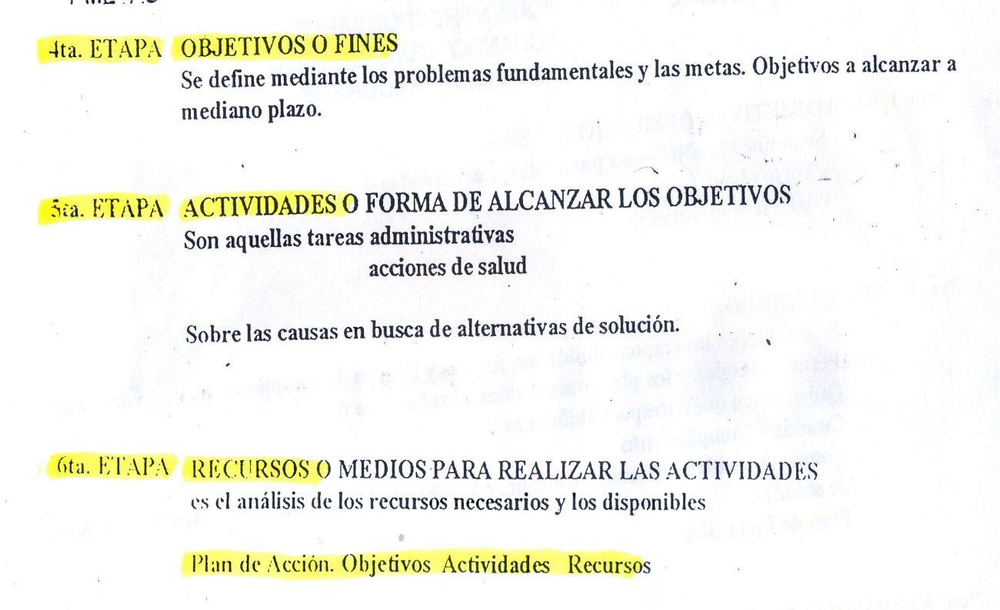 4ta. ETAPA OBJETIVOS O FINES
Se define mediante los problemas fundamentales y las metas. Objetivos a alcanzar a
mediano plazo.
5ta. ETAPA ACTIVIDADES O FORMA DE ALCANZAR LOS OBJETIVOS
Son aquellas tareas administrativas
acciones de salud
Sobre las causas en busca de alternativas de solución.
6ta. ETAPA RECURSOS O MEDIOS PARA REALIZAR LAS ACTIVIDADES
es el análisis de los recursos necesarios y los disponibles
Plan de Acción. Objetivos Actividades Recursos